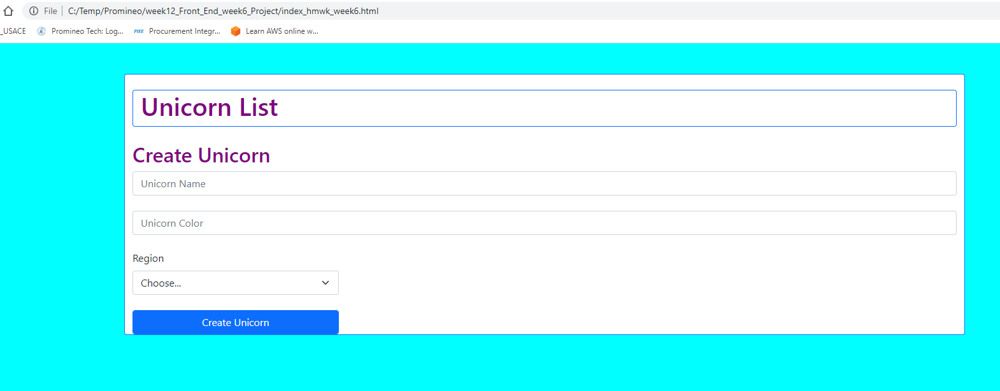 File C:/Temp/Promineo/week12_Front_End_week6_Project/index_hmwk_week6.html
_USACE Promineo Tech: Log... PIEE Procurement Integr... Learn AWS online w...
Unicorn List
Create Unicorn
Unicorn Name
Unicorn Color
Region
Choose...
Create Unicorn